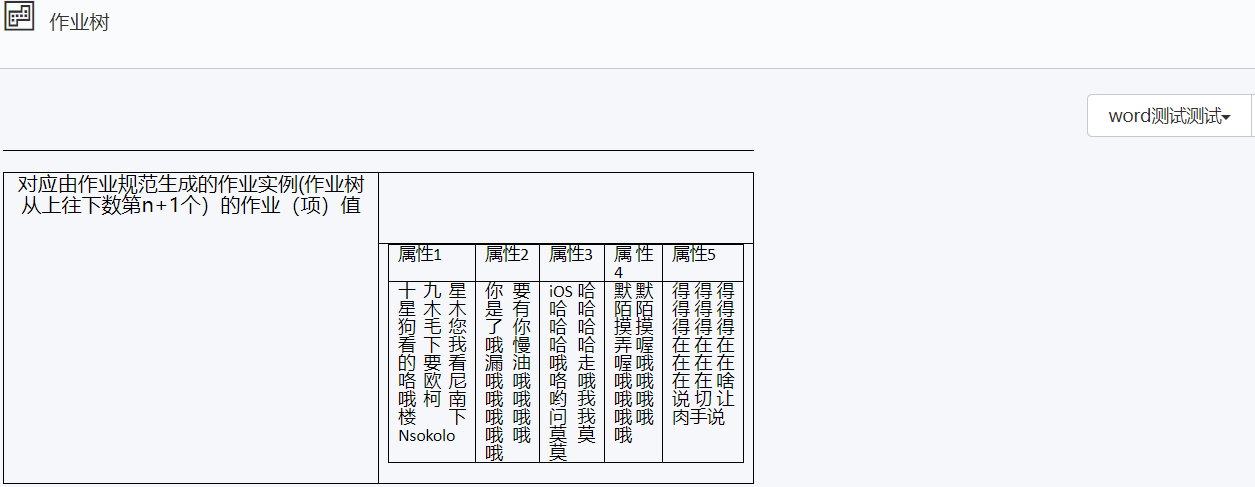 作业树
word测试测试
对应由作业规范生成的作业实例(作业树
从上往下数第n+1个）的作业（项）值
属性1
属性2
属性3
属性
4
属性5
十九星
星木木
狗毛您
看下我
的要看
咯欧尼
哦柯南
楼下
Nsokolo
你要
是有
了你
哦慢
漏油
哦哦
哦哦
哦哦
哦哦
哦
iOS哈
哈哈
哈哈
哈哈
哦走
咯哦
哟我
问我
莫莫
莫
默默
陌陌
摸摸
弄喔
喔哦
哦哦
哦哦
哦哦
哦
得得得
得得得
得得得
在在在
在在在
在在啥
说切让
肉手说